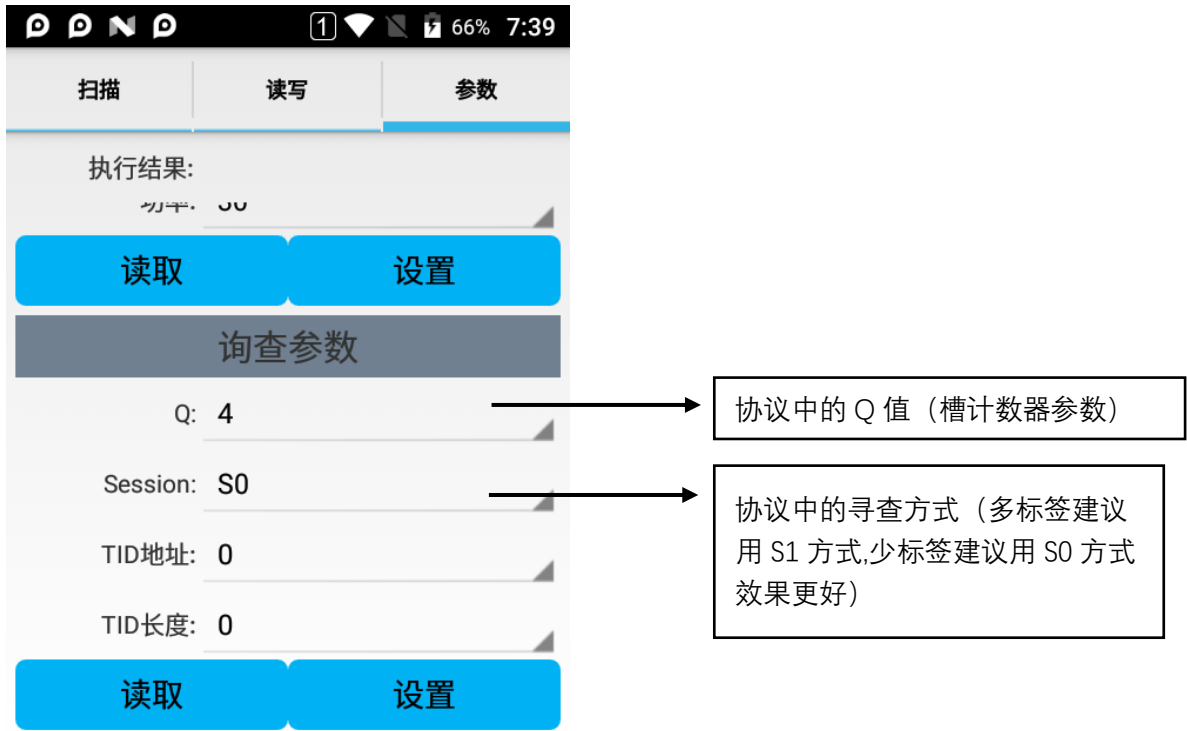 1 66% 7:39
扫描 读写 参数
执行结果:
功率:
读取 设置
询查参数
Q: 4
协议中的 Q 值（槽计数器参数）
Session: S0
协议中的寻查方式（多标签建议
用 S1 方式,少标签建议用 S0 方式
效果更好）
TID地址: 0
TID长度: 0
读取 设置